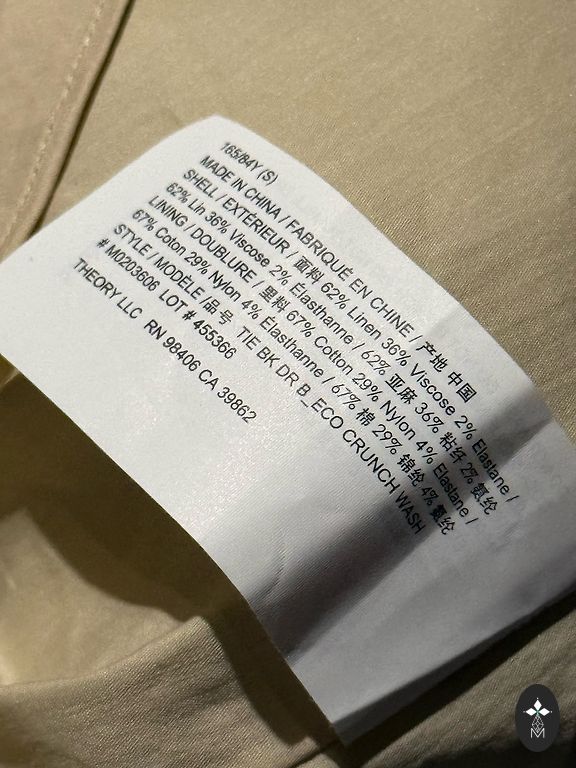 165/84Y (S)
MADE IN CHINA / FABRIQUÉ EN CHINE / 产地 中国
SHELL / EXTÉRIEUR / 面料 62% Linen 36% Viscose 2% Elastane /
62% Lin 36% Viscose 2% Élasthanne / 62% 亚麻 36% 粘纤 2% 氨纶
LINING / DOUBLURE / 里料 67% Cotton 29% Nylon 4% Elastane /
67% Coton 29% Nylon 4% Élasthanne / 67% 棉 29% 锦纶 4% 氨纶
STYLE / MODÈLE / 品号 TIE BK DR B_ECO CRUNCH WASH
# M0203606 LOT # 455366
THEORY LLC RN 98406 CA 39862
M